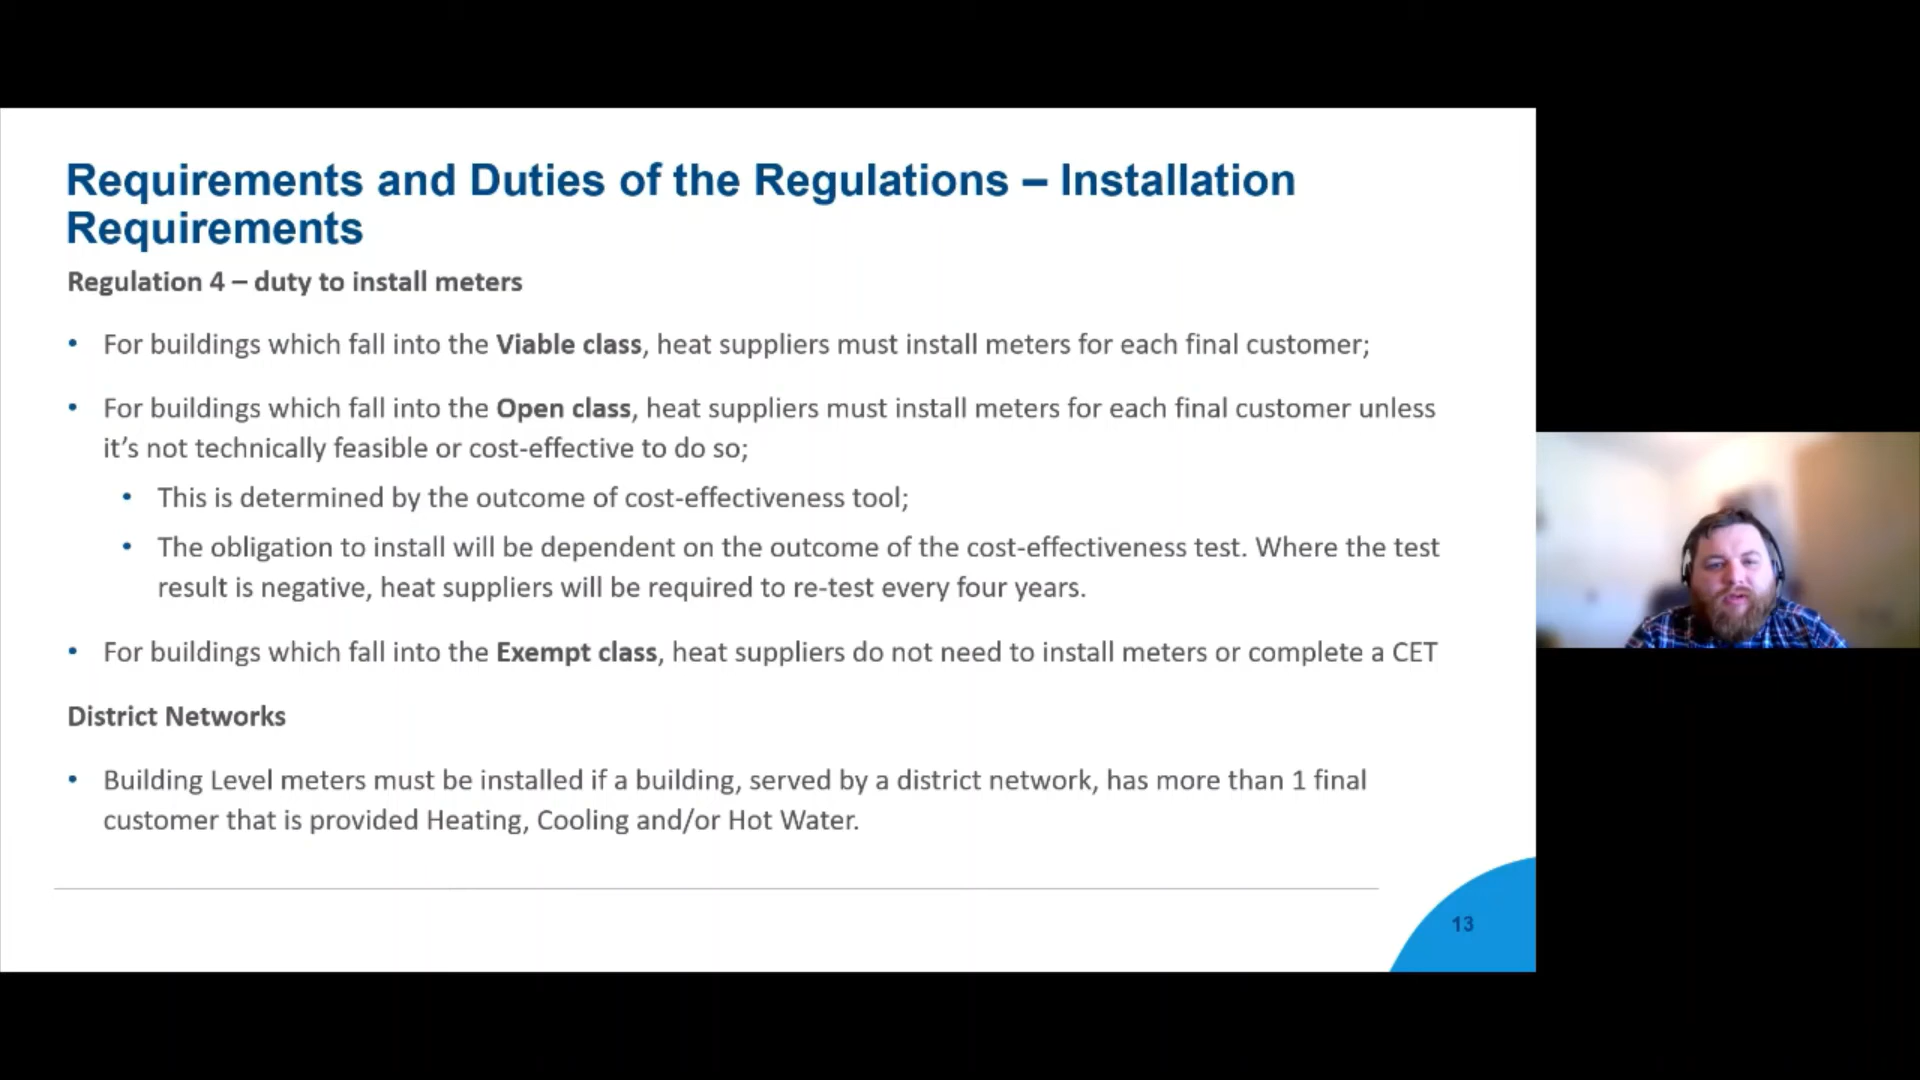 Requirements and Duties of the Regulations – Installation
Requirements
Regulation 4 – duty to install meters
• For buildings which fall into the Viable class, heat suppliers must install meters for each final customer;
• For buildings which fall into the Open class, heat suppliers must install meters for each final customer unless
it’s not technically feasible or cost-effective to do so;
• This is determined by the outcome of cost-effectiveness tool;
• The obligation to install will be dependent on the outcome of the cost-effectiveness test. Where the test
result is negative, heat suppliers will be required to re-test every four years.
• For buildings which fall into the Exempt class, heat suppliers do not need to install meters or complete a CET
District Networks
• Building Level meters must be installed if a building, served by a district network, has more than 1 final
customer that is provided Heating, Cooling and/or Hot Water.
13